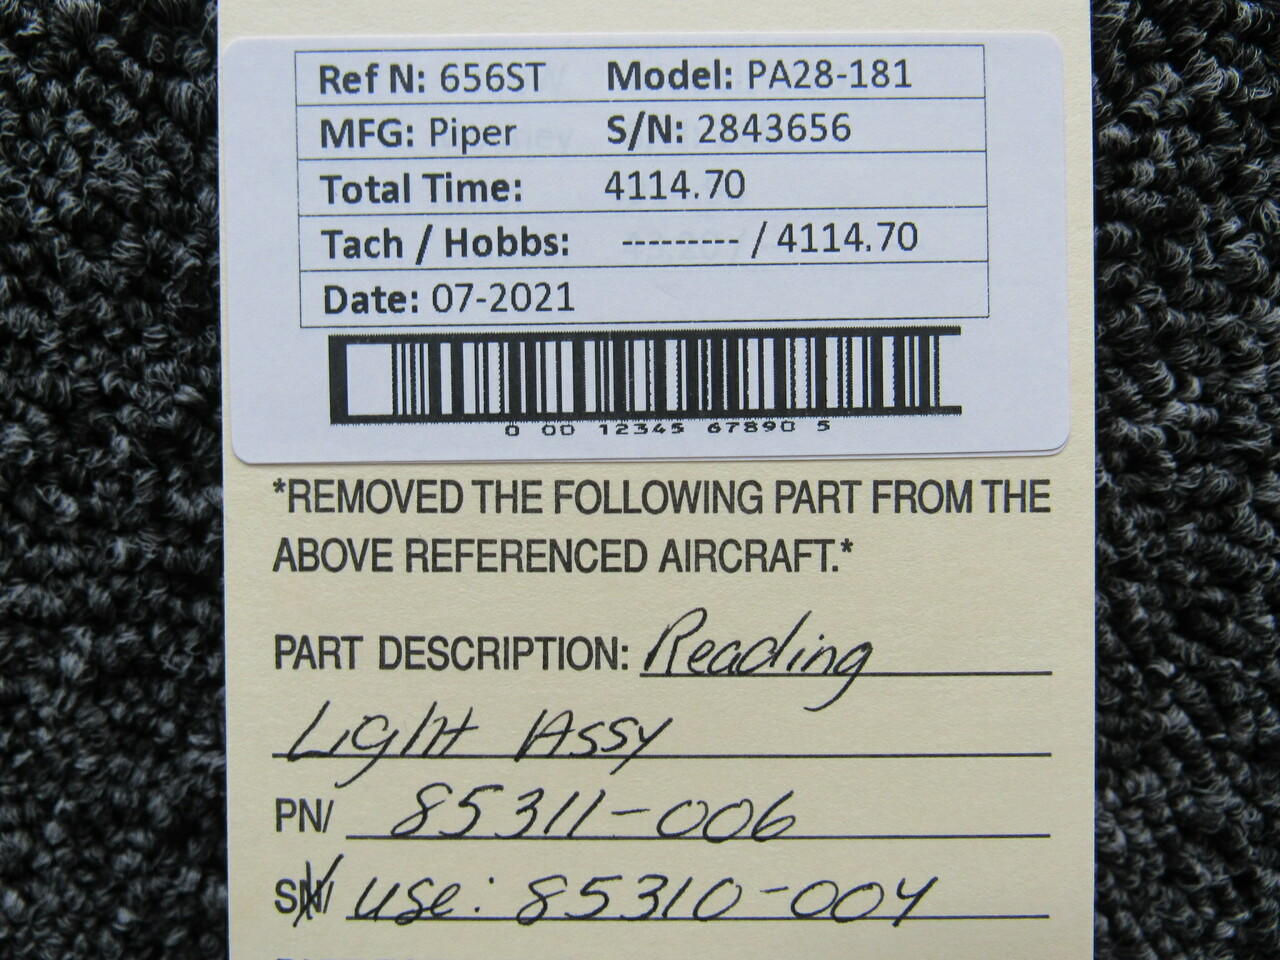 Ref N: 656ST Model: PA28-181
MFG: Piper S/N: 2843656
Total Time: 4114.70
Tach / Hobbs: --------- / 4114.70
Date: 07-2021
0 00 12345 67890 5
*REMOVED THE FOLLOWING PART FROM THE
ABOVE REFERENCED AIRCRAFT.*
PART DESCRIPTION: Reading
Light Assy
PN/ 85311-006
SN/ use: 85310-004